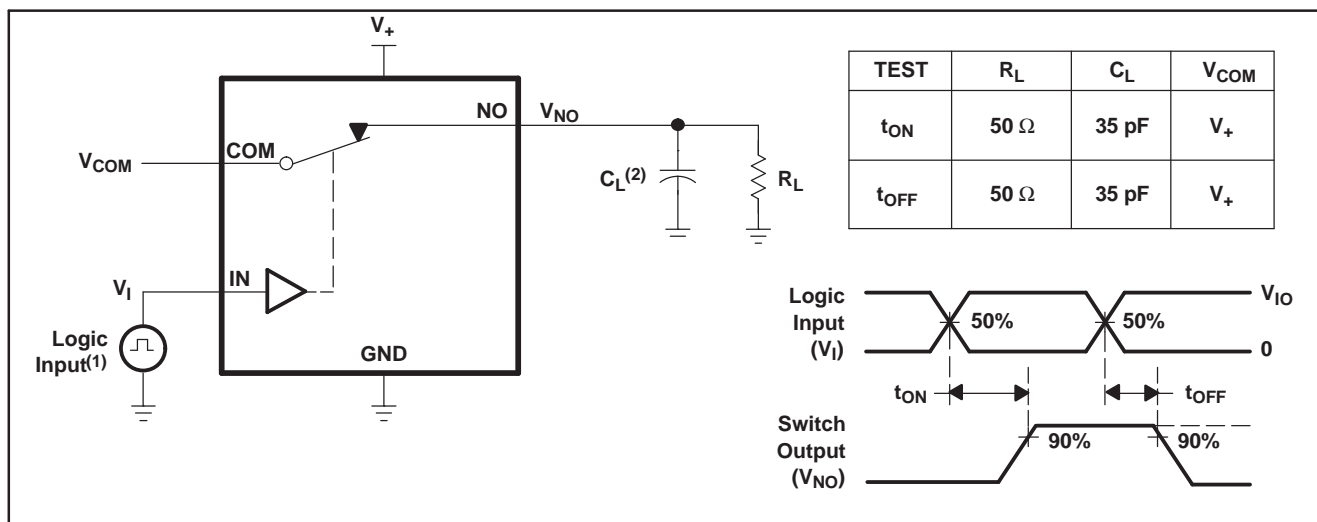 V+
NO
VNO
COM
VCOM
CL(2)
RL
IN
VI
Logic
Input(1)
GND
TEST RL CL VCOM
tON 50 Ω 35 pF V+
tOFF 50 Ω 35 pF V+
Logic
Input
(VI)
50%
50%
VIO
0
tON
tOFF
Switch
Output
(VNO)
90%
90%